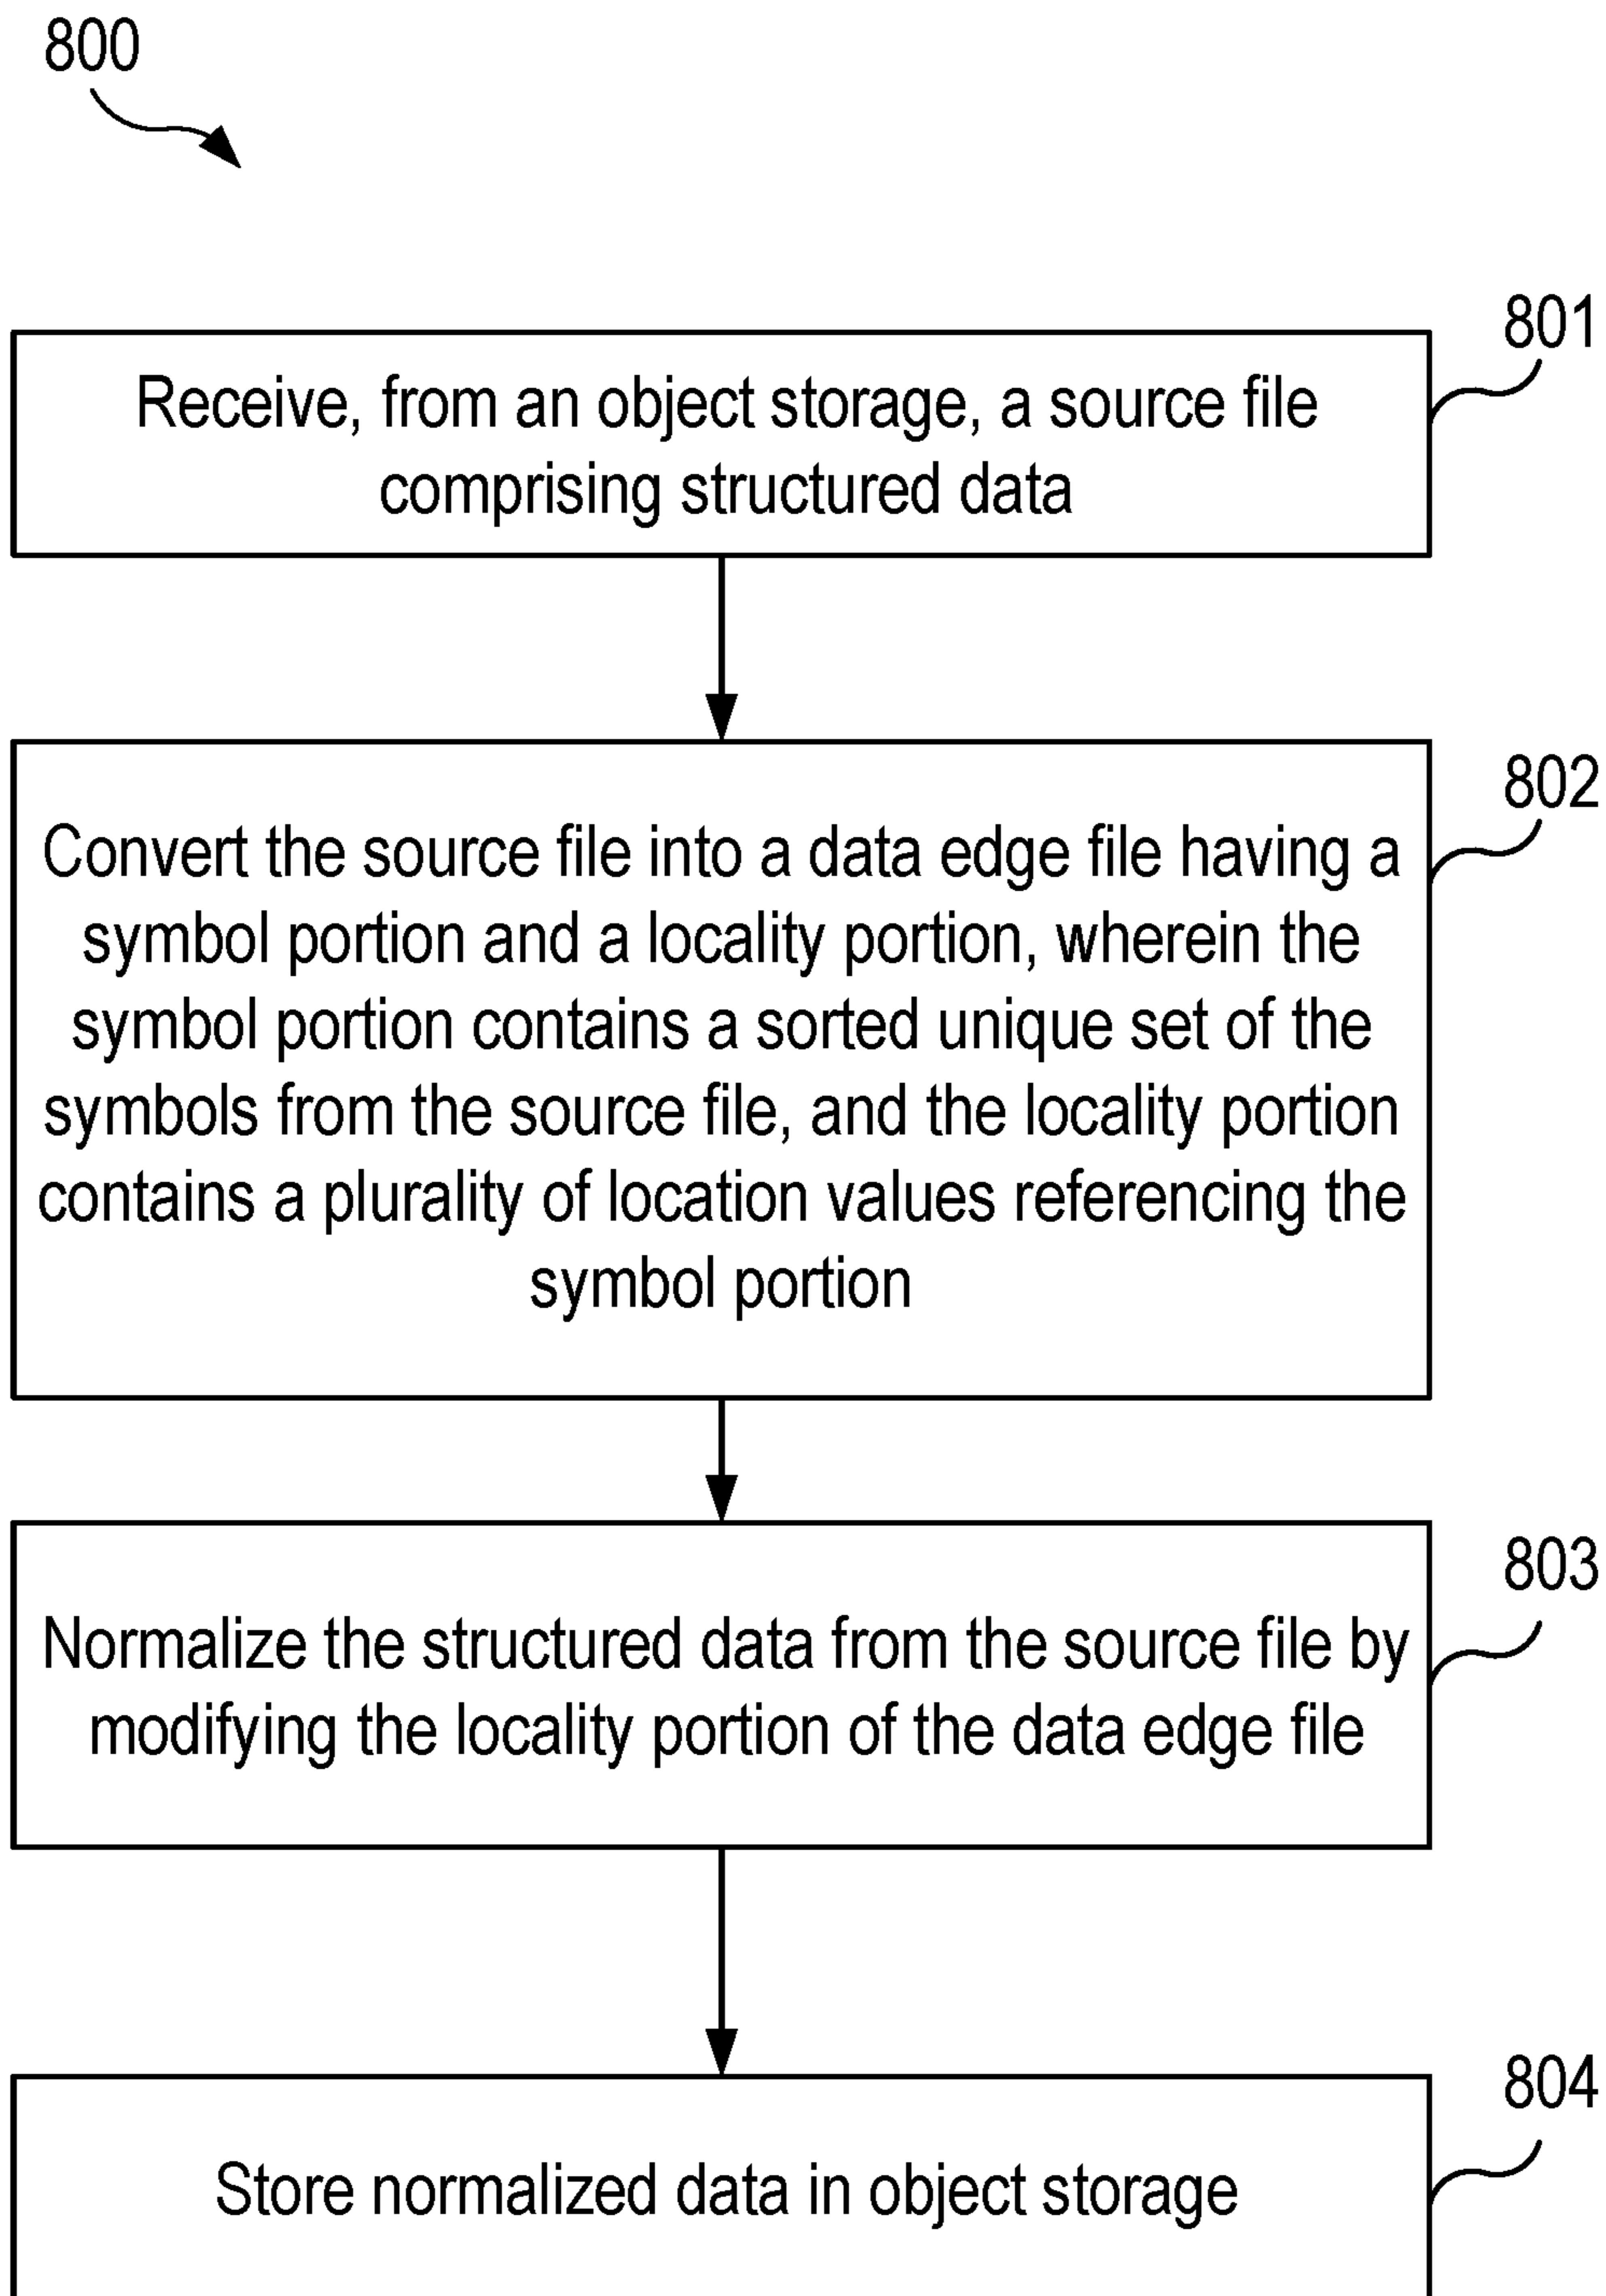 800
801
Receive, from an object storage, a source file
comprising structured data
802
Convert the source file into a data edge file having a
symbol portion and a locality portion, wherein the
symbol portion contains a sorted unique set of the
symbols from the source file, and the locality portion
contains a plurality of location values referencing the
symbol portion
803
Normalize the structured data from the source file by
modifying the locality portion of the data edge file
804
Store normalized data in object storage